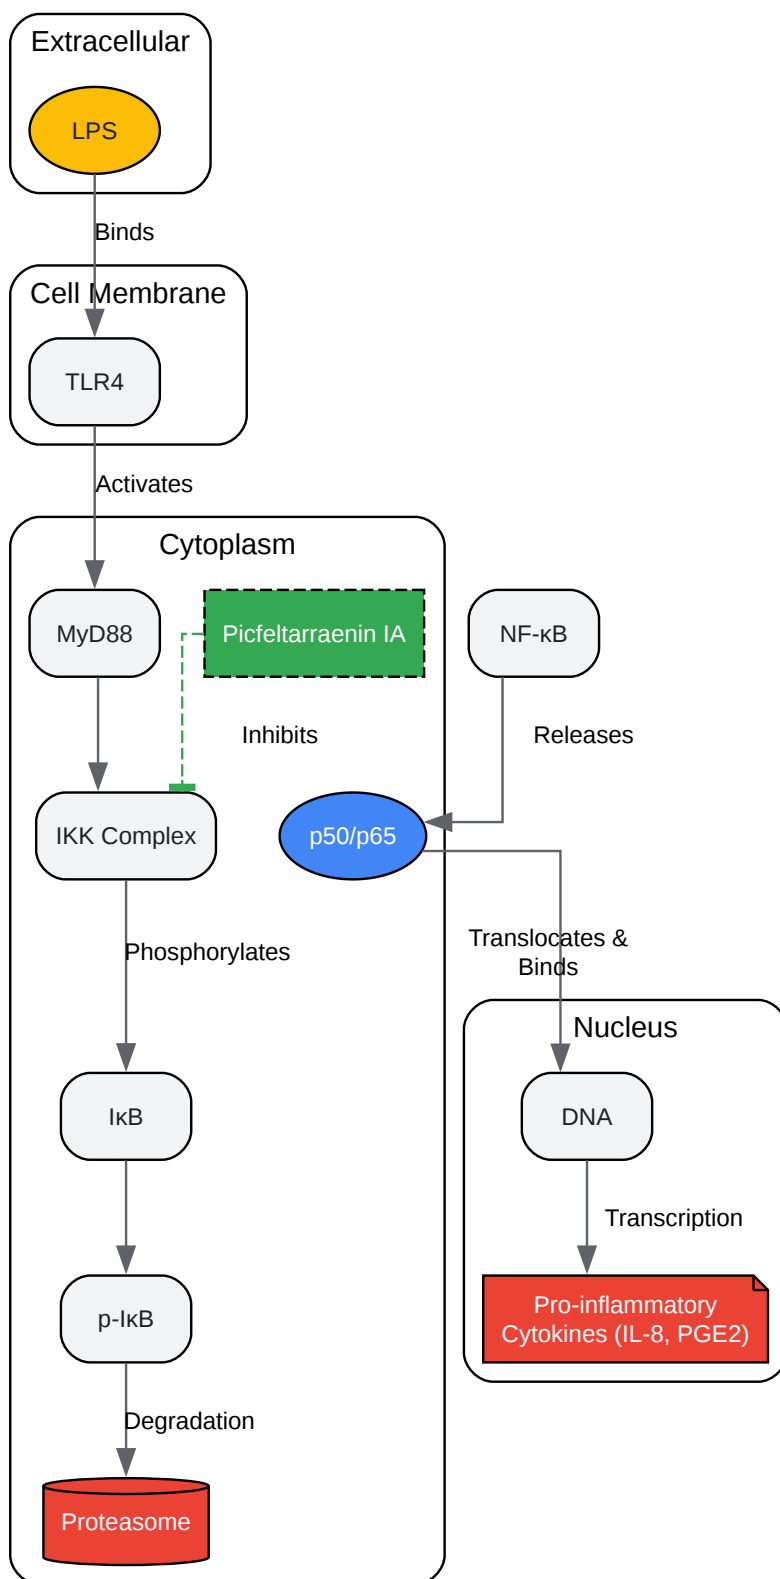 Extracellular
LPS
Binds
Cell Membrane
TLR4
Activates
Cytoplasm
MyD88
Picfeltarraenin IA
NF-κB
Inhibits
Releases
IKK Complex
p50/p65
Phosphorylates
Translocates &
Binds
Nucleus
IκB
DNA
Transcription
p-IκB
Pro-inflammatory
Cytokines (IL-8, PGE2)
Degradation
Proteasome